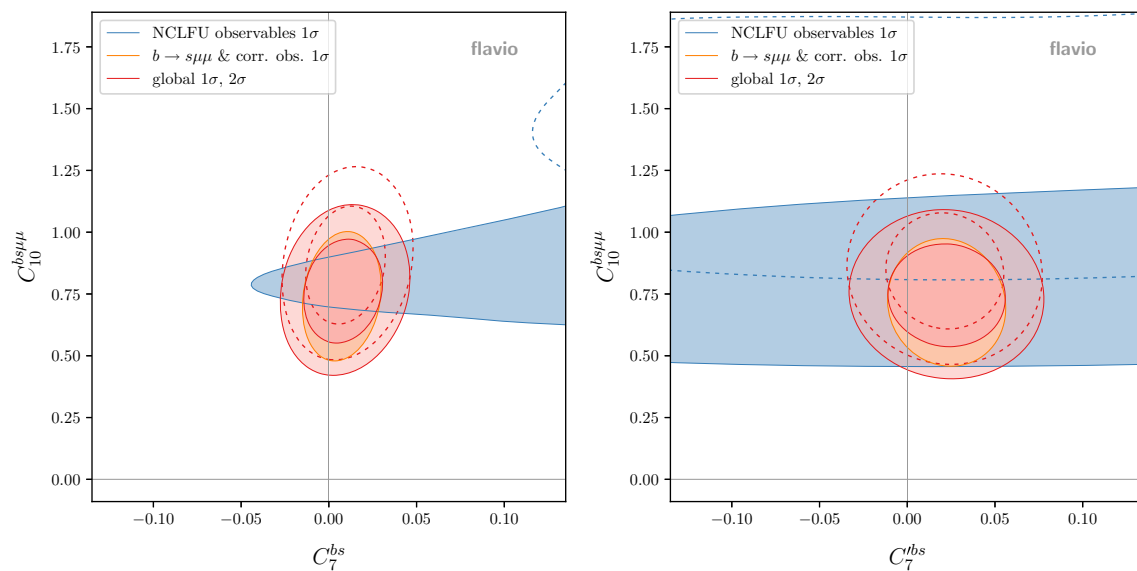 NCLFU observables 1σ
b → sμμ & corr. obs. 1σ
global 1σ, 2σ
flavio
1.75
1.50
1.25
1.00
0.75
0.50
0.25
0.00
−0.10
−0.05
0.00
0.05
0.10
C_{10}^{bsμμ}
C_7^{bs}
NCLFU observables 1σ
b → sμμ & corr. obs. 1σ
global 1σ, 2σ
flavio
1.75
1.50
1.25
1.00
0.75
0.50
0.25
0.00
−0.10
−0.05
0.00
0.05
0.10
C_{10}^{bsμμ}
C_7^{′bs}